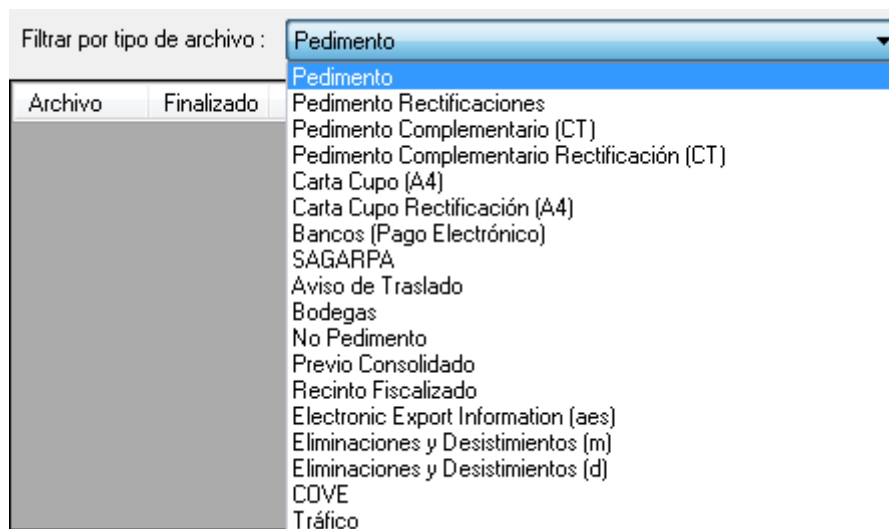 Filtrar por tipo de archivo : Pedimento
Archivo Finalizado
Pedimento
Pedimento Rectificaciones
Pedimento Complementario (CT)
Pedimento Complementario Rectificación (CT)
Carta Cupo (A4)
Carta Cupo Rectificación (A4)
Bancos (Pago Electrónico)
SAGARPA
Aviso de Traslado
Bodegas
No Pedimento
Previo Consolidado
Recinto Fiscalizado
Electronic Export Information (aes)
Eliminaciones y Desistimientos (m)
Eliminaciones y Desistimientos (d)
COVE
Tráfico